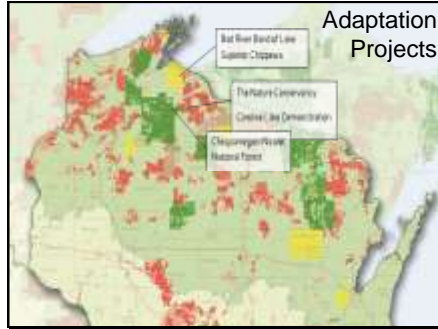 Adaptation
Projects
Bad River Band of Lake
Superior Chippewa
The Nature Conservancy
Caroline Lake Demonstration
Chequamegon-Nicolet
National Forest